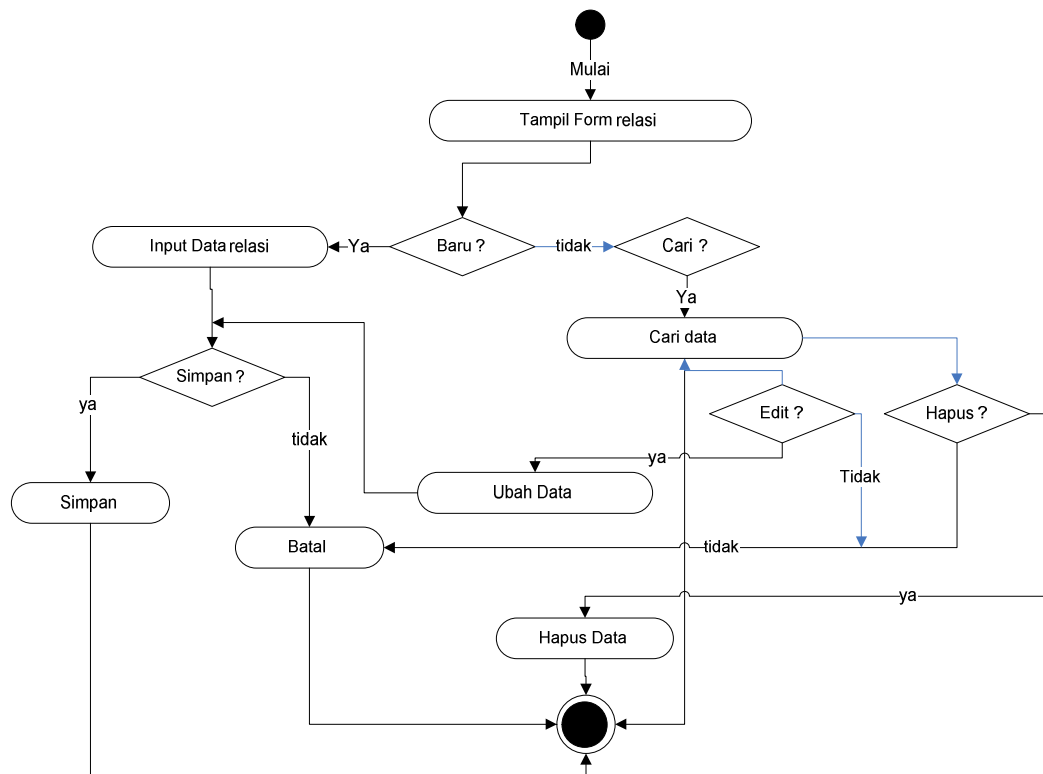 Mulai
Tampil Form relasi
Input Data relasi
Ya
Baru ?
tidak
Cari ?
Ya
Cari data
Simpan ?
ya
tidak
Edit ?
Hapus ?
ya
Tidak
Simpan
Ubah Data
Batal
tidak
ya
Hapus Data